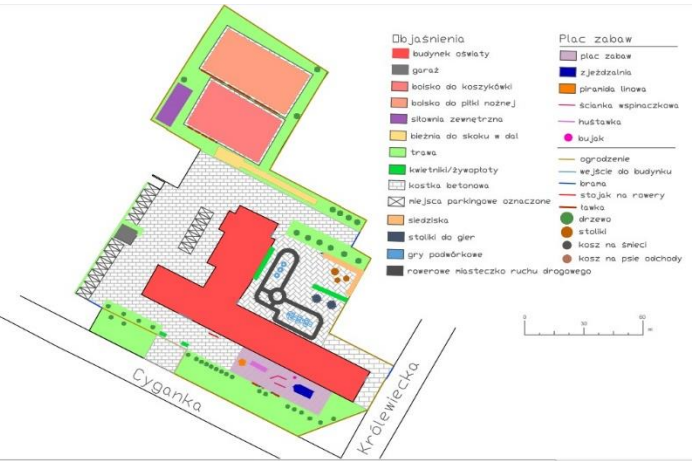 Objaśnienia
budynek oświaty
garaż
boisko do koszykówki
boisko do piłki nożnej
siłownia zewnętrzna
bieżnia do skoku w dal
trawa
kwietniki/żywopłoty
kostka betonowa
miejsca parkingowe oznaczone
siedziska
stoliki do gier
gry podwórkowe
rowerowe miasteczko ruchu drogowego
Plac zabaw
plac zabaw
zjeżdzalnia
piramida linowa
ścianka wspinaczkowa
huśtawka
bujak
ogrodzenie
wejście do budynku
brama
stojak na rowery
ławka
drzewo
stoliki
kosz na śmieci
kosz na psie odchody
0 30 60
m
Cyganka
Królewiecka